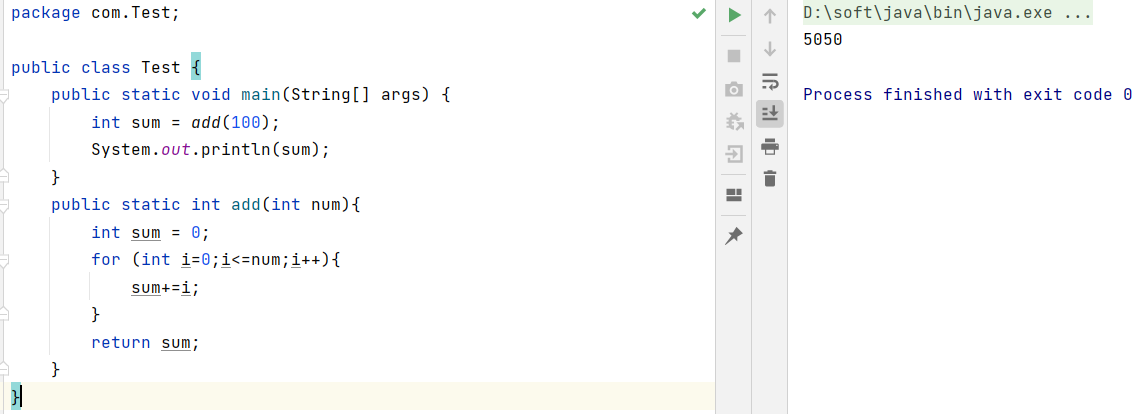 package com.Test;
public class Test {
    public static void main(String[] args) {
        int sum = add(100);
        System.out.println(sum);
    }
    public static int add(int num){
        int sum = 0;
        for (int i=0;i<=num;i++){
            sum+=i;
        }
        return sum;
    }
}
D:\soft\java\bin\java.exe ...
5050
Process finished with exit code 0